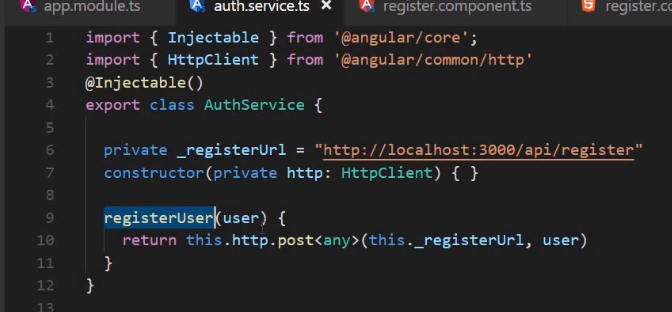 app.module.ts auth.service.ts register.component.ts register.co
1 import { Injectable } from '@angular/core';
2 import { HttpClient } from '@angular/common/http'
3 @Injectable()
4 export class AuthService {
5
6 private _registerUrl = "http://localhost:3000/api/register"
7 constructor(private http: HttpClient) { }
8
9 registerUser(user) {
10 return this.http.post<any>(this._registerUrl, user)
11 }
12 }
13